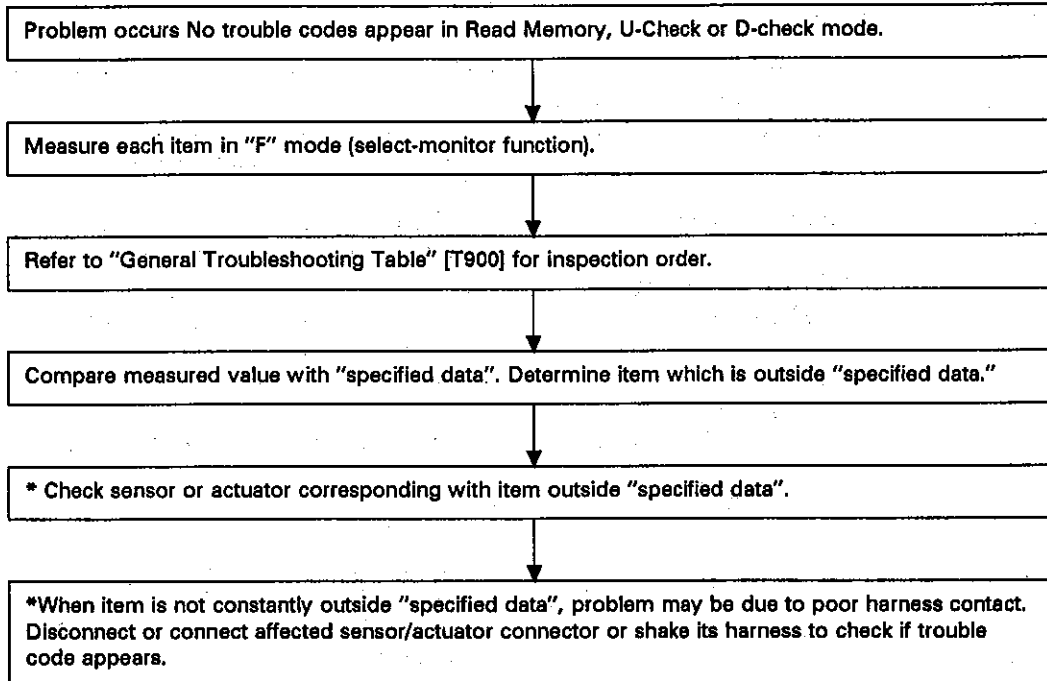 Problem occurs No trouble codes appear in Read Memory, U-Check or D-check mode.
Measure each item in "F" mode (select-monitor function).
Refer to "General Troubleshooting Table" [T900] for inspection order.
Compare measured value with "specified data". Determine item which is outside "specified data."
* Check sensor or actuator corresponding with item outside "specified data".
*When item is not constantly outside "specified data", problem may be due to poor harness contact.
Disconnect or connect affected sensor/actuator connector or shake its harness to check if trouble
code appears.